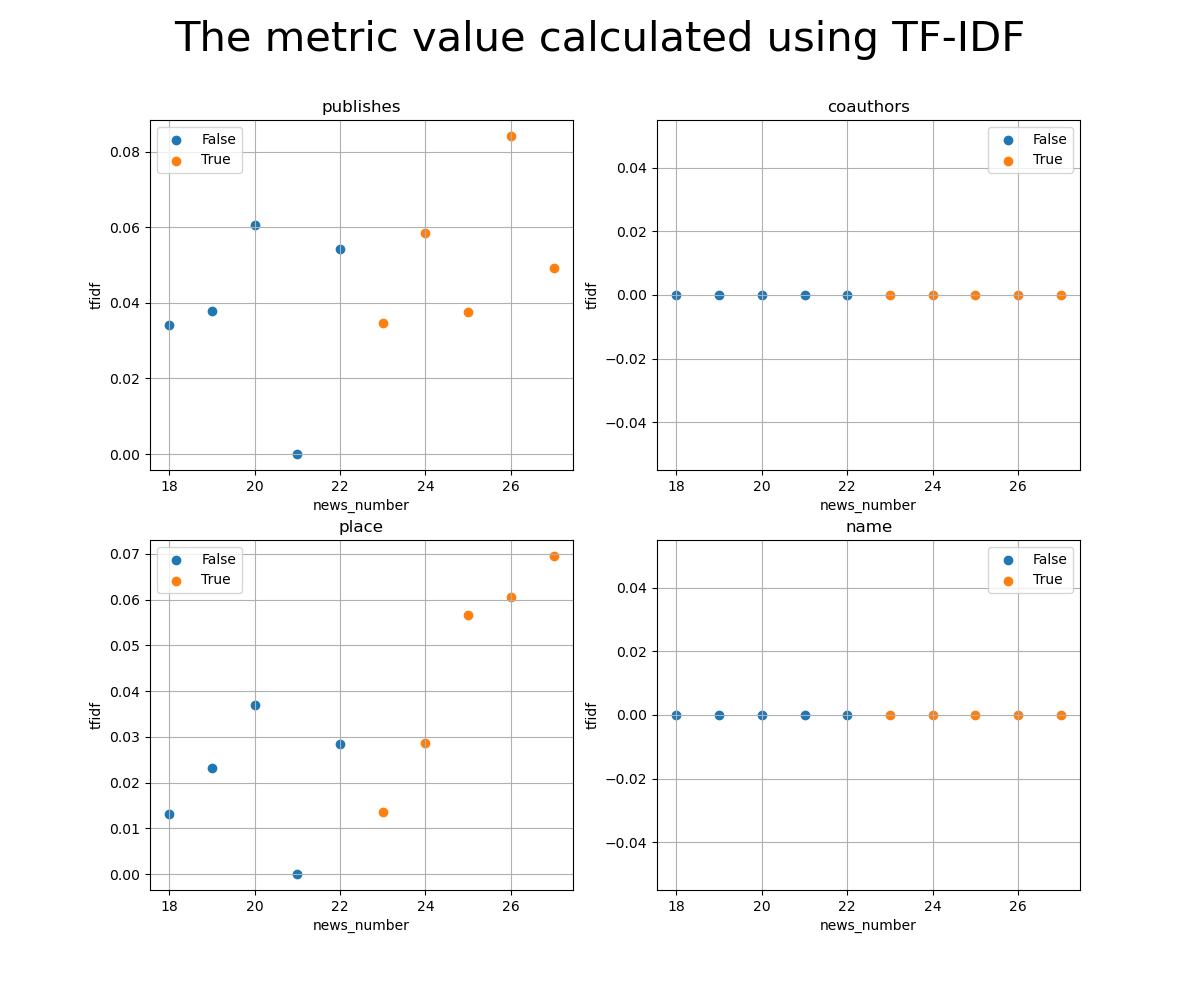 The metric value calculated using TF-IDF
publishes
False
True
0.08
0.06
0.04
0.02
0.00
tfidf
18 20 22 24 26
news_number
coauthors
False
True
0.04
0.02
0.00
−0.02
−0.04
tfidf
18 20 22 24 26
news_number
place
False
True
0.07
0.06
0.05
0.04
0.03
0.02
0.01
0.00
tfidf
18 20 22 24 26
news_number
name
False
True
0.04
0.02
0.00
−0.02
−0.04
tfidf
18 20 22 24 26
news_number